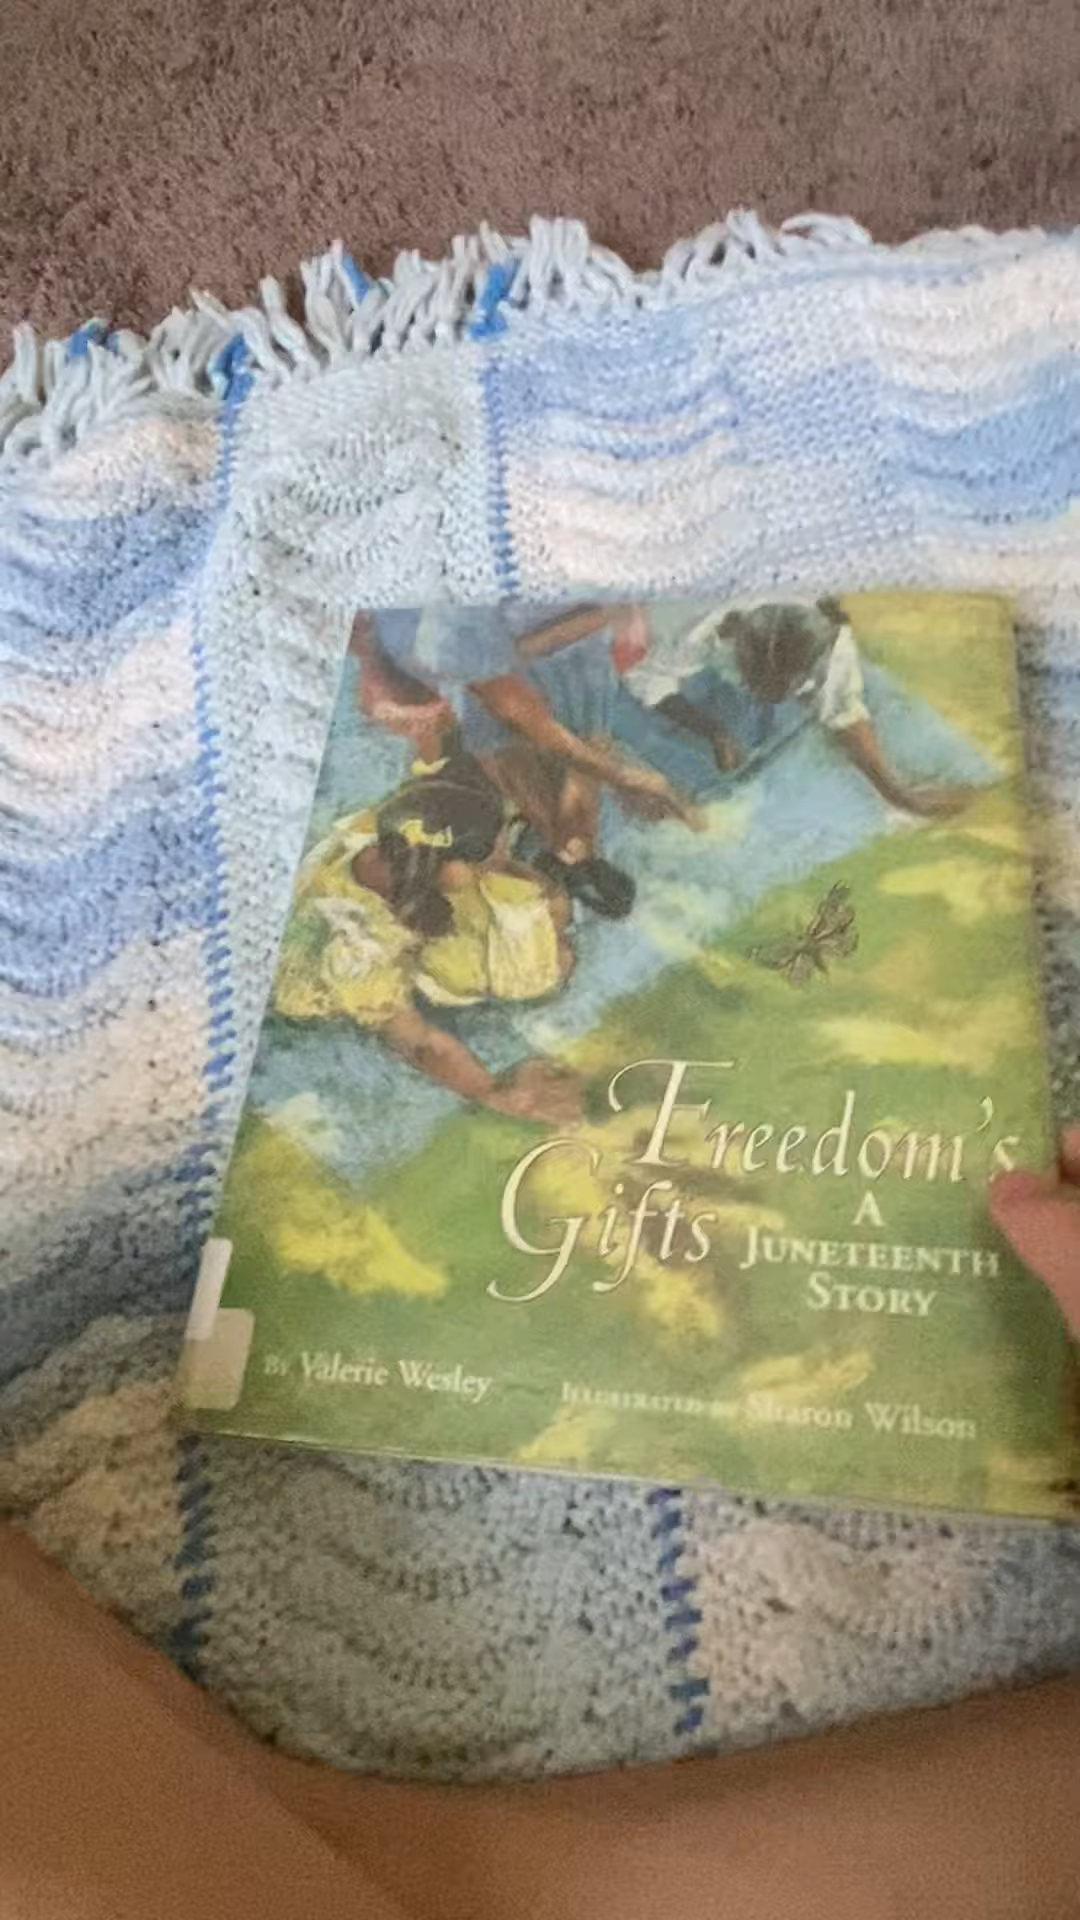 Freedom's
Gifts
A
JUNETEENTH
STORY
BY Valerie Wesley
ILLUSTRATED BY Sharon Wilson